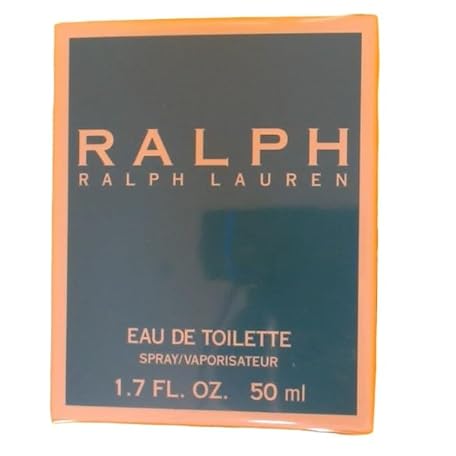 RALPH
RALPH LAUREN
EAU DE TOILETTE
SPRAY/VAPORISATEUR
1.7 FL. OZ. 50 ml